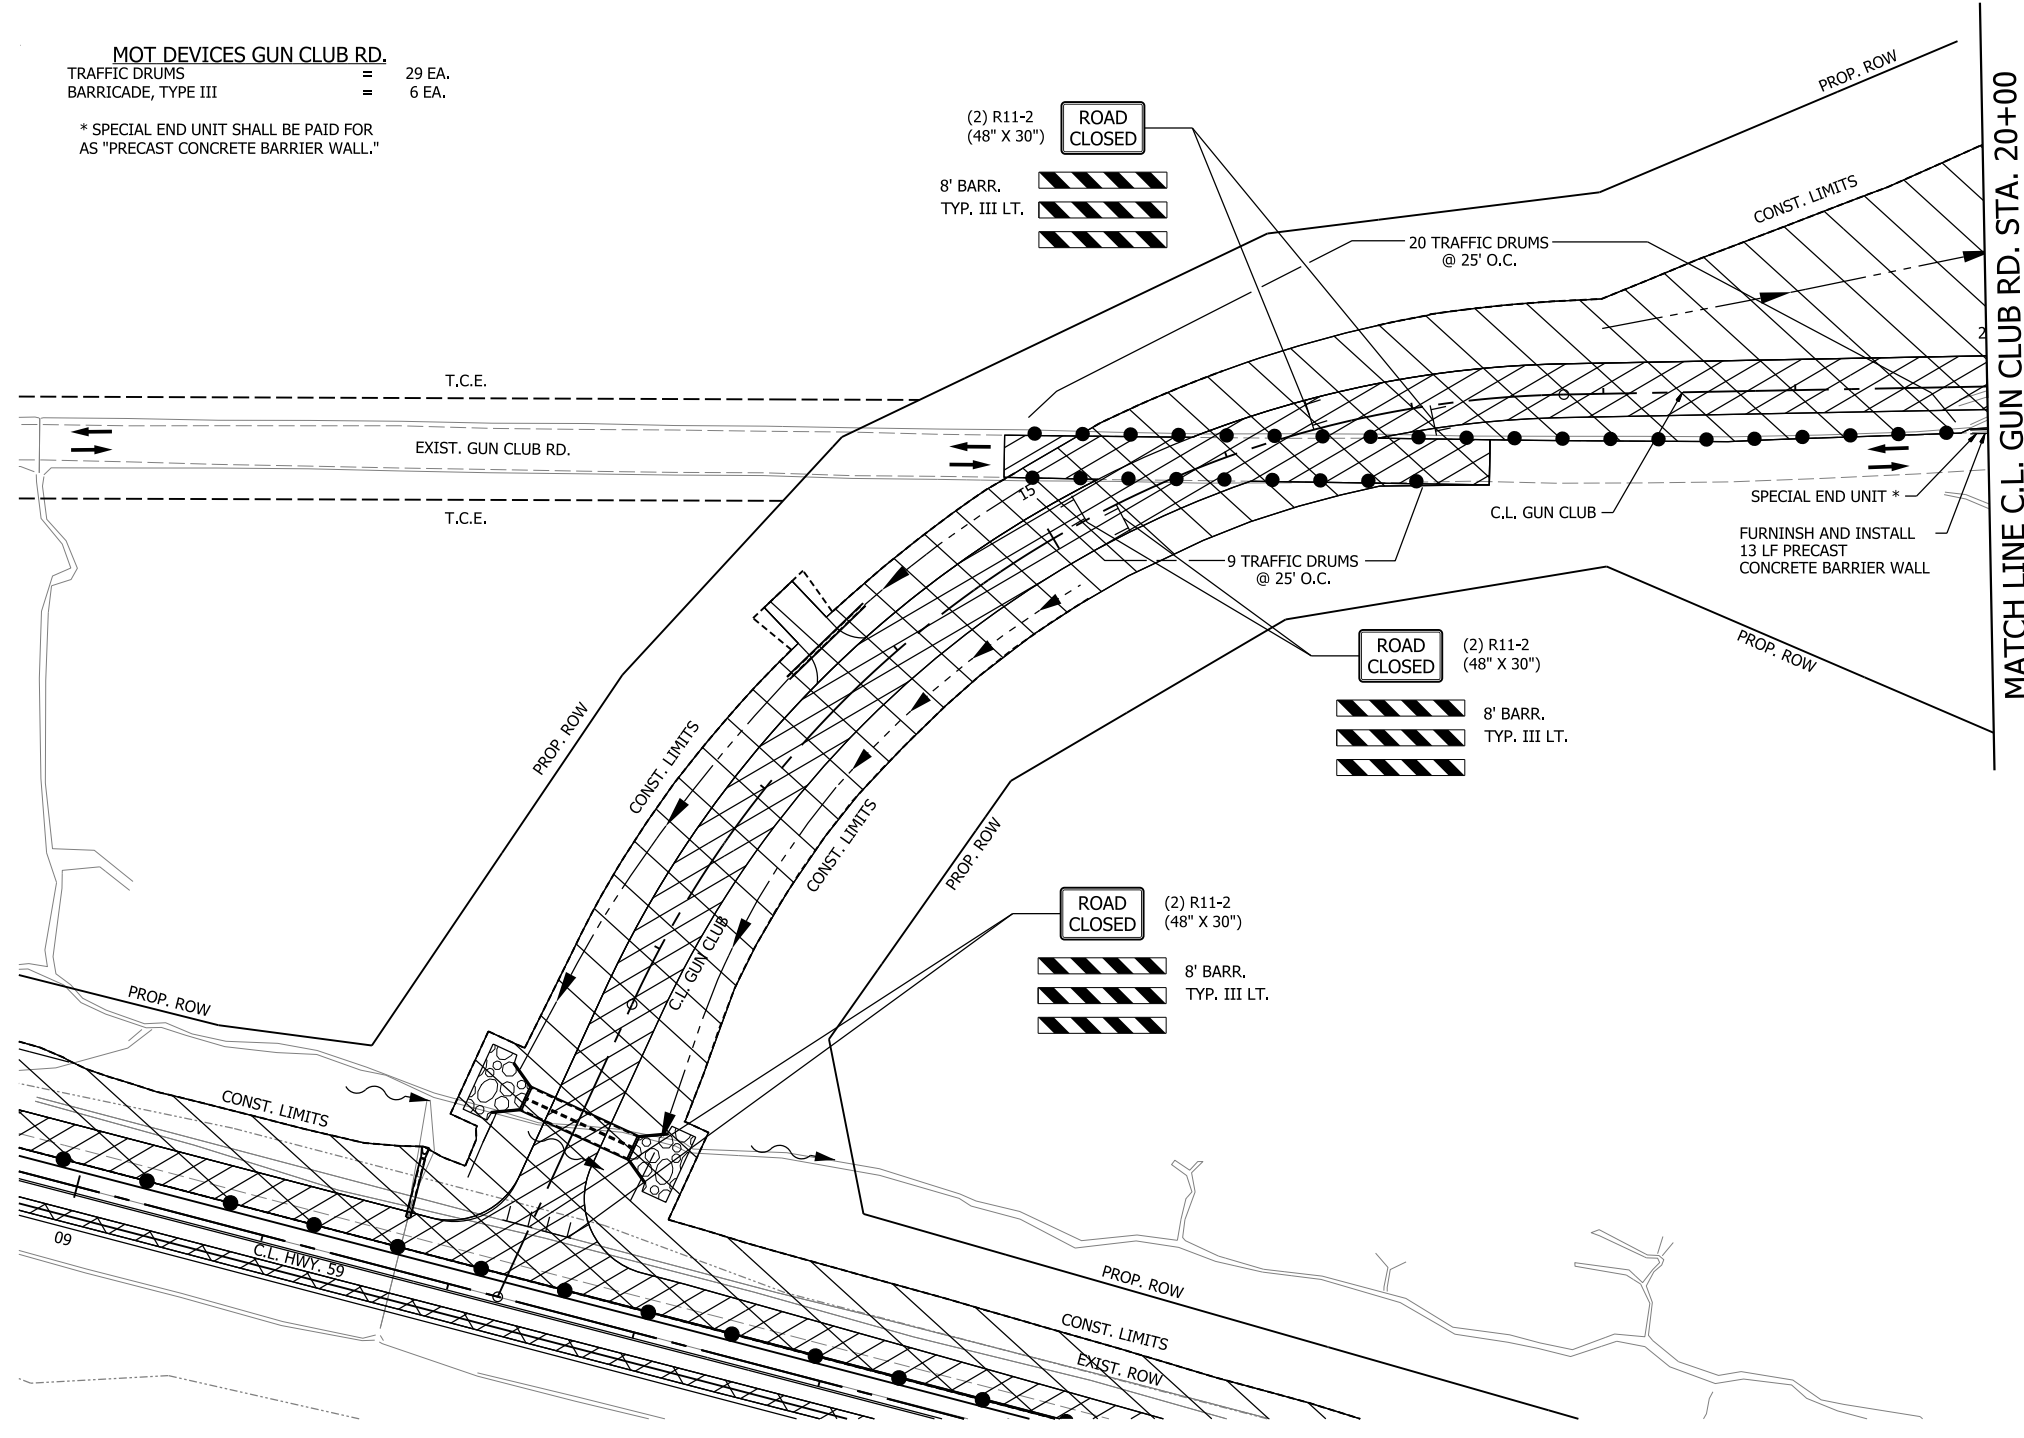 MOT DEVICES GUN CLUB RD.
TRAFFIC DRUMS = 29 EA.
BARRICADE, TYPE III = 6 EA.
* SPECIAL END UNIT SHALL BE PAID FOR
AS "PRECAST CONCRETE BARRIER WALL."
(2) R11-2
(48" X 30")
ROAD
CLOSED
8' BARR.
TYP. III LT.
PROP. ROW
CONST. LIMITS
20 TRAFFIC DRUMS
@ 25' O.C.
MATCH LINE C.L. GUN CLUB RD. STA. 20+00
2
T.C.E.
EXIST. GUN CLUB RD.
T.C.E.
15
SPECIAL END UNIT *
C.L. GUN CLUB
FURNINSH AND INSTALL
13 LF PRECAST
CONCRETE BARRIER WALL
9 TRAFFIC DRUMS
@ 25' O.C.
ROAD
CLOSED
(2) R11-2
(48" X 30")
8' BARR.
TYP. III LT.
PROP. ROW
PROP. ROW
CONST. LIMITS
CONST. LIMITS
PROP. ROW
C.L. GUN CLUB
ROAD
CLOSED
(2) R11-2
(48" X 30")
8' BARR.
TYP. III LT.
PROP. ROW
CONST. LIMITS
60
C.L. HWY. 59
PROP. ROW
CONST. LIMITS
EXIST. ROW